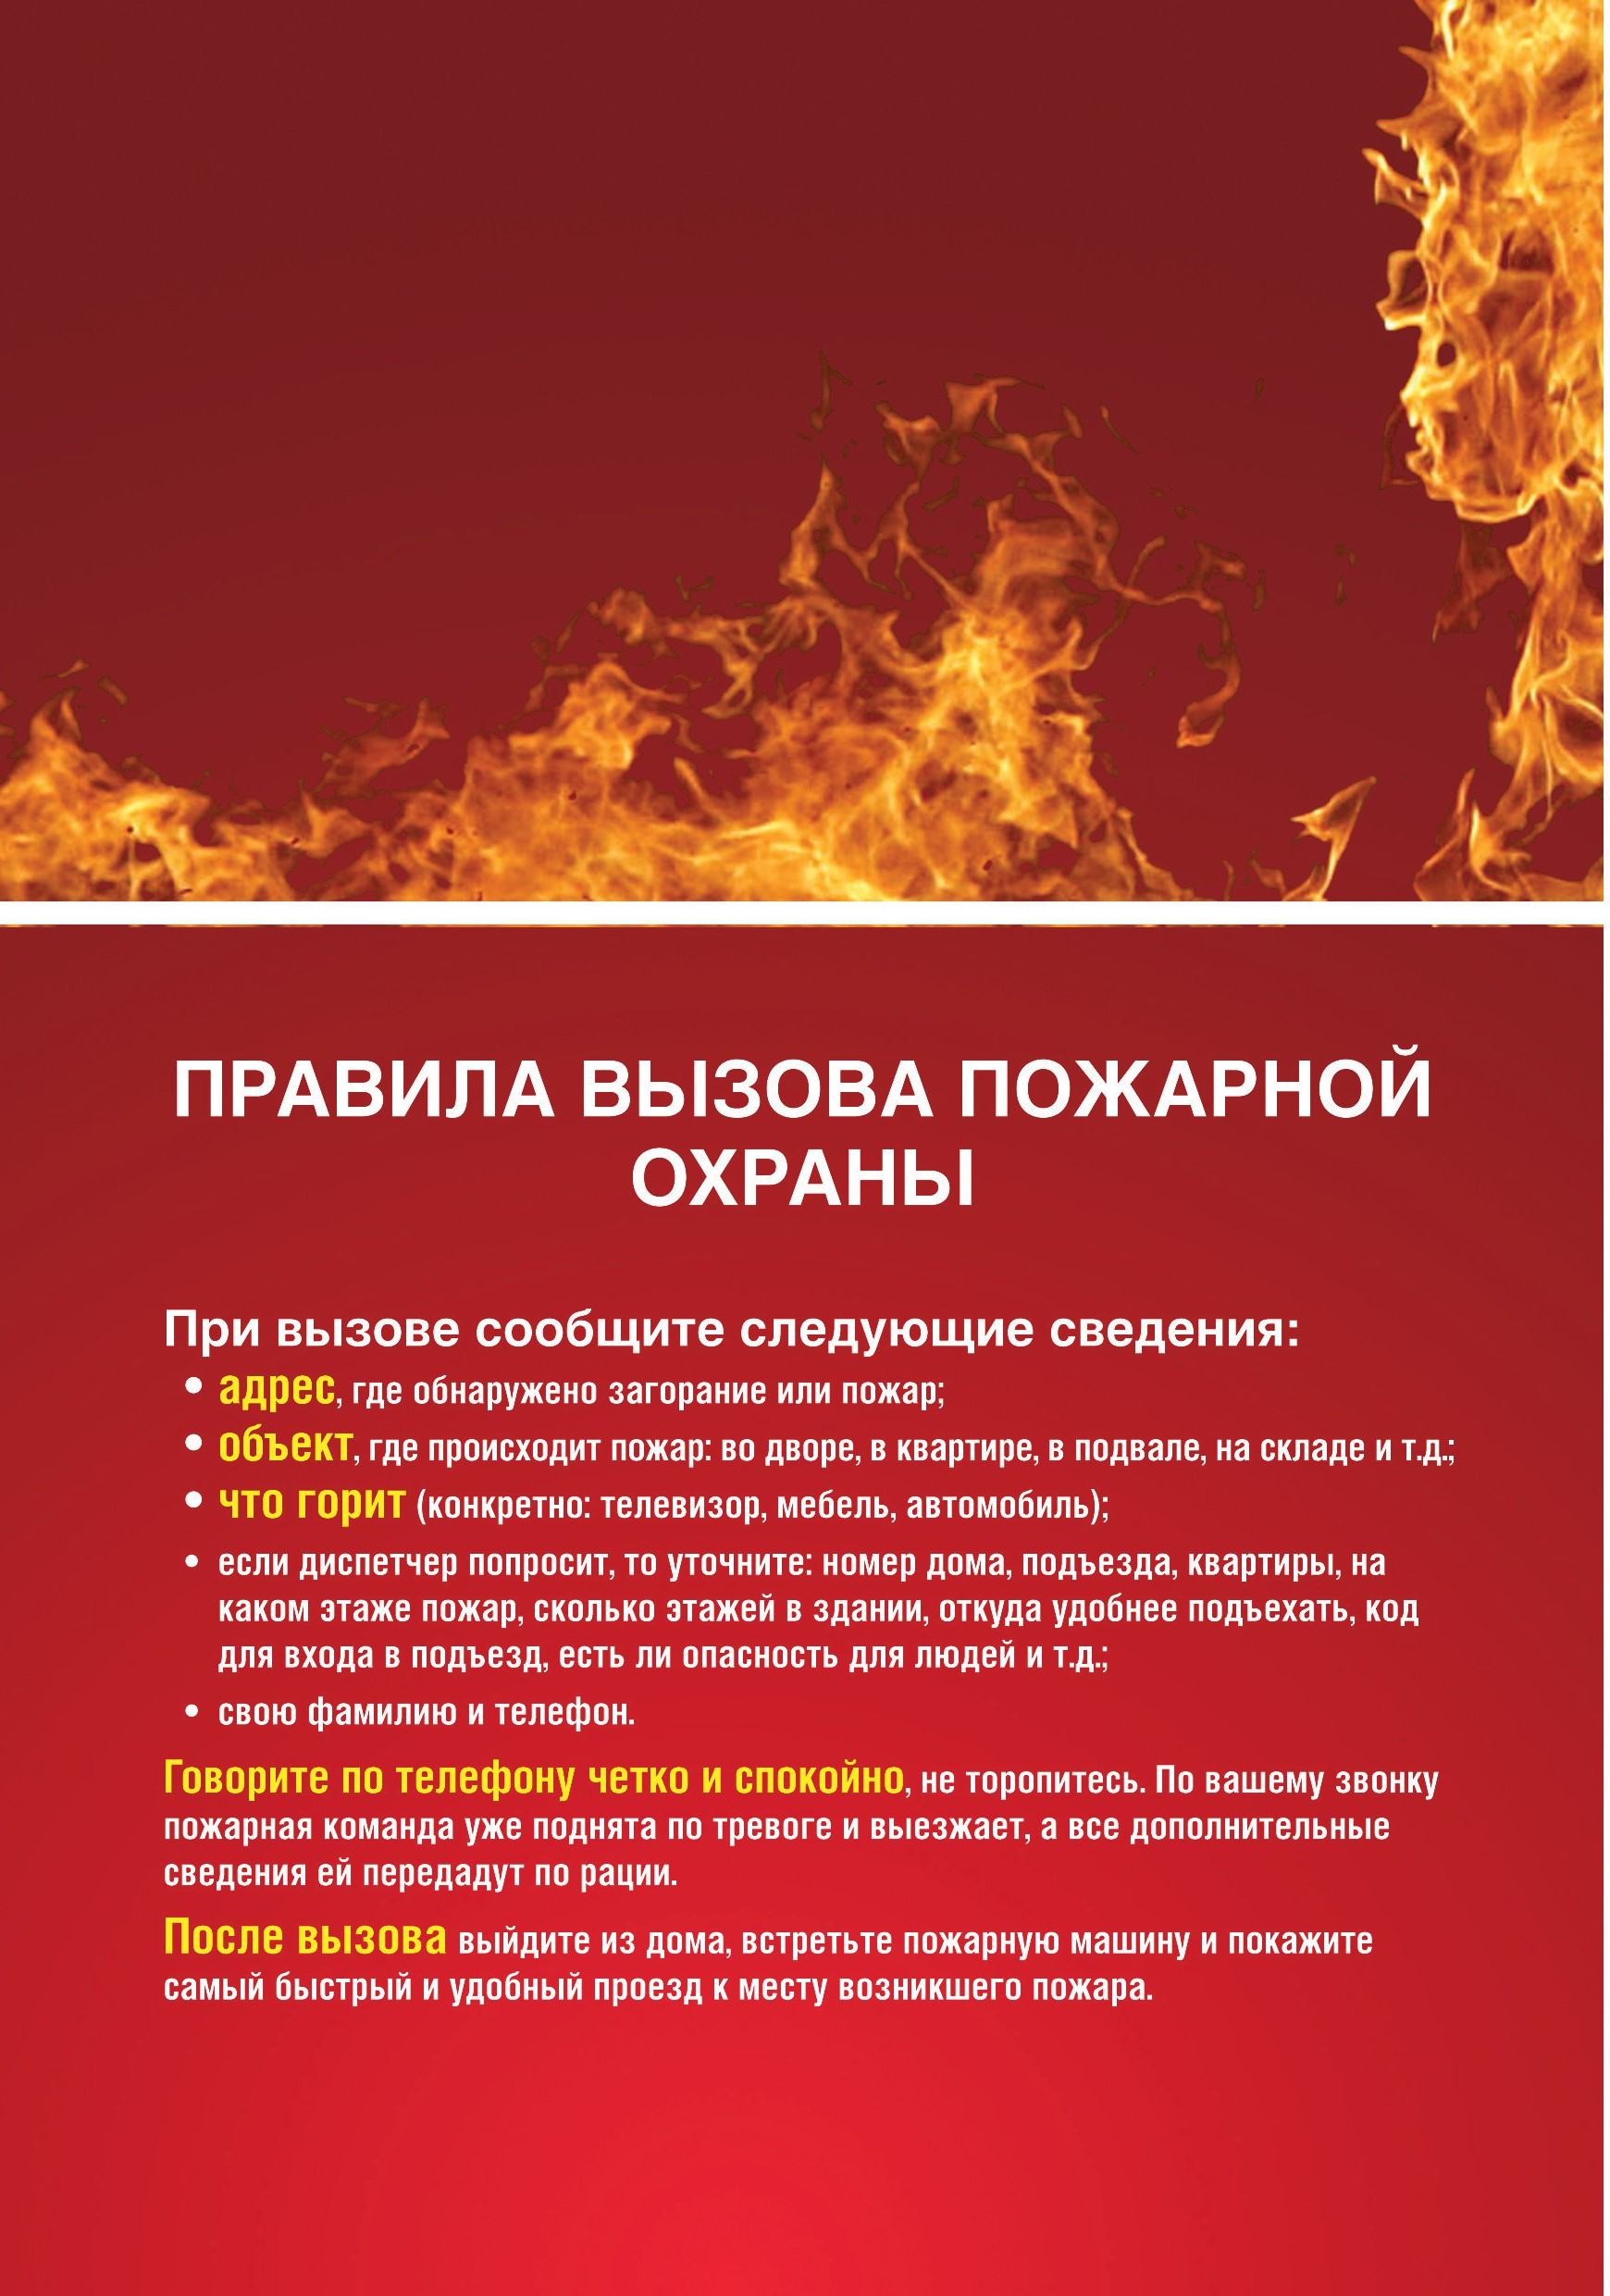 ПРАВИЛА ВЫЗОВА ПОЖАРНОЙ
ОХРАНЫ
При вызове сообщите следующие сведения:
• адрес, где обнаружено загорание или пожар;
• объект, где происходит пожар: во дворе, в квартире, в подвале, на складе и т.д.;
• что горит (конкретно: телевизор, мебель, автомобиль);
• если диспетчер попросит, то уточните: номер дома, подъезда, квартиры, на
каком этаже пожар, сколько этажей в здании, откуда удобнее подъехать, код
для входа в подъезд, есть ли опасность для людей и т.д.;
• свою фамилию и телефон.
Говорите по телефону четко и спокойно, не торопитесь. По вашему звонку
пожарная команда уже поднята по тревоге и выезжает, а все дополнительные
сведения ей передадут по рации.
После вызова выйдите из дома, встретьте пожарную машину и покажите
самый быстрый и удобный проезд к месту возникшего пожара.